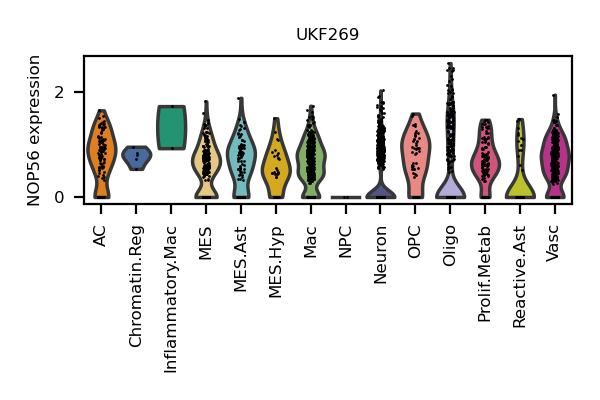 UKF269
NOP56 expression
2
0
AC
Chromatin.Reg
Inflammatory.Mac
MES
MES.Ast
MES.Hyp
Mac
NPC
Neuron
OPC
Oligo
Prolif.Metab
Reactive.Ast
Vasc